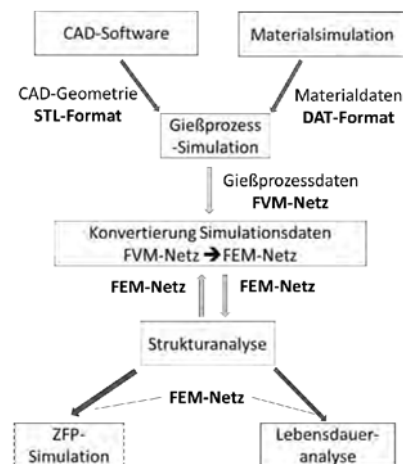 CAD-Software
Materialsimulation
CAD-Geometrie
STL-Format
Materialdaten
DAT-Format
Gießprozess
-Simulation
Gießprozessdaten
FVM-Netz
Konvertierung Simulationsdaten
FVM-Netz ➔ FEM-Netz
FEM-Netz
FEM-Netz
Strukturanalyse
FEM-Netz
ZFP-
Simulation
Lebensdauer-
analyse